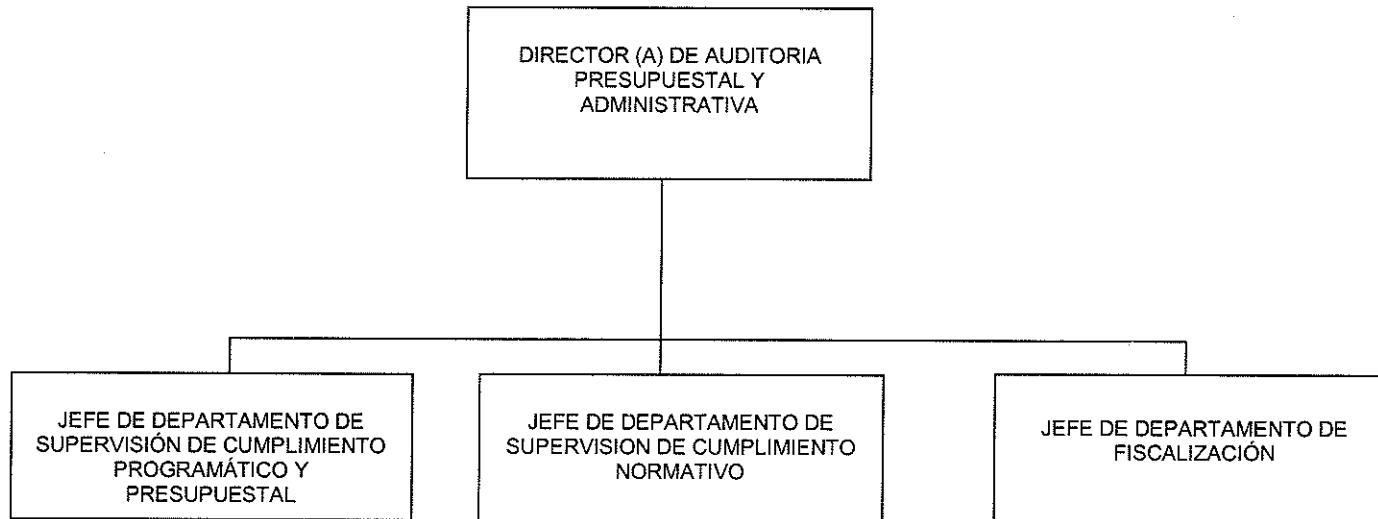 DIRECTOR (A) DE AUDITORIA
PRESUPUESTAL Y
ADMINISTRATIVA
JEFE DE DEPARTAMENTO DE
SUPERVISIÓN DE CUMPLIMIENTO
PROGRAMÁTICO Y
PRESUPUESTAL
JEFE DE DEPARTAMENTO DE
SUPERVISION DE CUMPLIMIENTO
NORMATIVO
JEFE DE DEPARTAMENTO DE
FISCALIZACIÓN